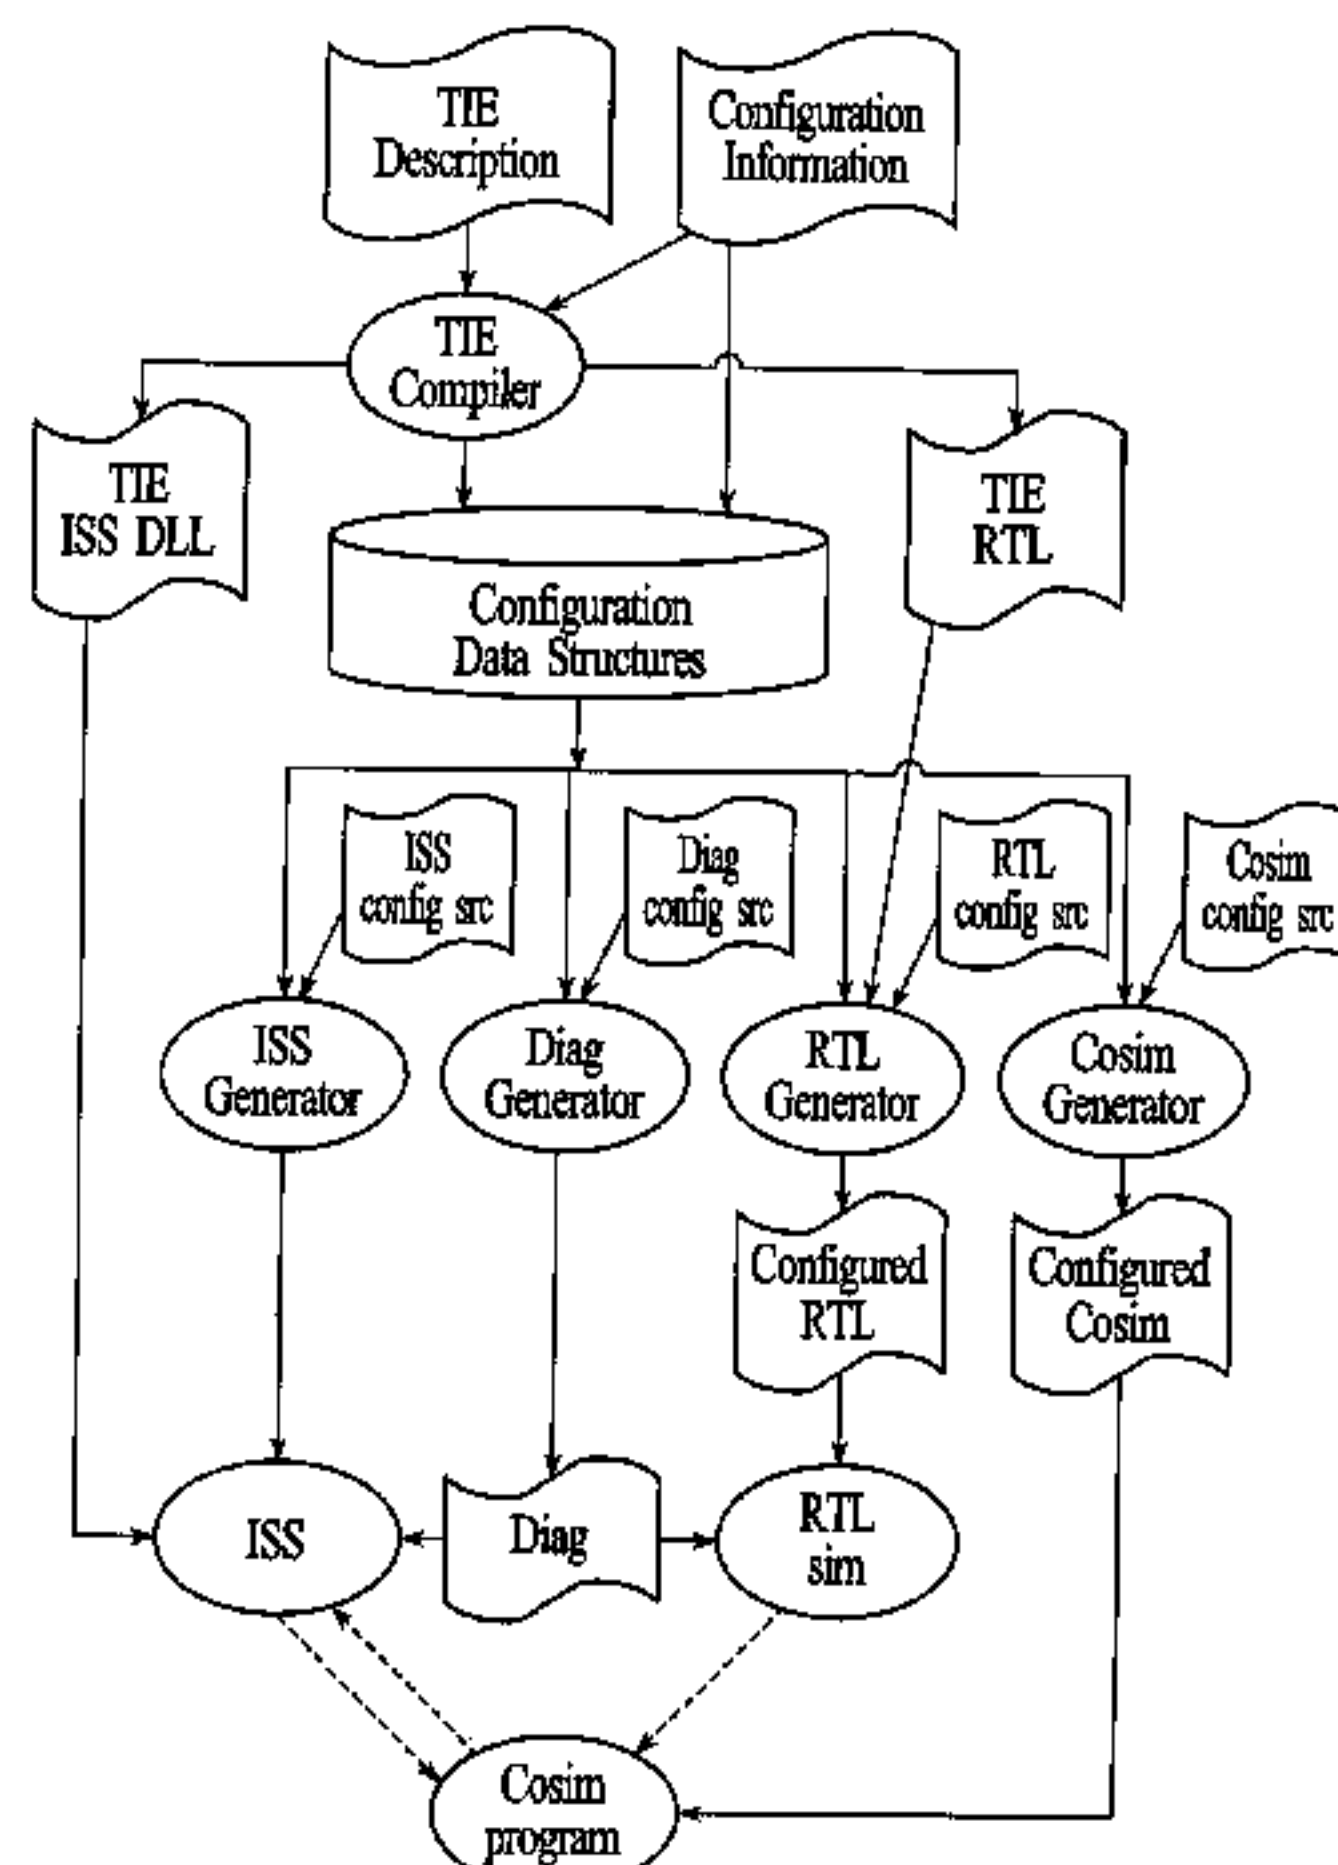 TIE
Description
Configuration
Information
TIE
Compiler
TIE
ISS DLL
TIE
RTL
Configuration
Data Structures
ISS
config src
Diag
config src
RTL
config src
Cosim
config src
ISS
Generator
Diag
Generator
RTL
Generator
Cosim
Generator
Configured
RTL
Configured
Cosim
ISS
Diag
RTL
sim
Cosim
program